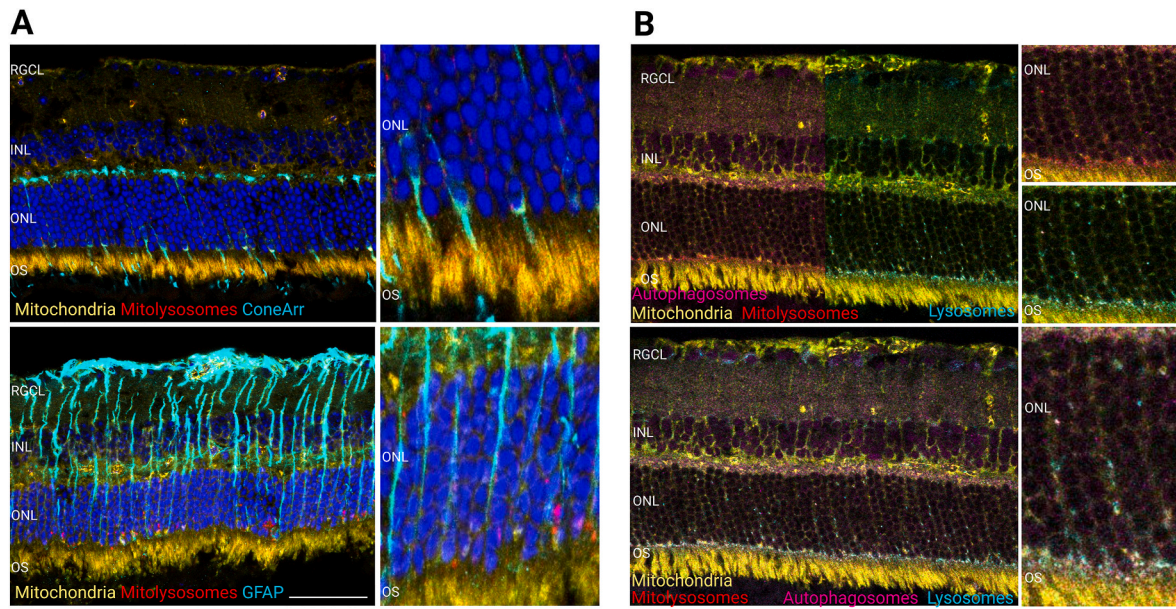 A
RGCL
INL
ONL
OS
Mitochondria Mitolysosomes ConeArr
ONL
OS
RGCL
INL
ONL
OS
Mitochondria Mitolysosomes GFAP
ONL
OS
B
RGCL
INL
ONL
OS
Autophagosomes
Mitochondria Mitolysosomes Lysosomes
ONL
OS
ONL
OS
RGCL
INL
ONL
OS
Mitochondria
Mitolysosomes Autophagosomes Lysosomes
ONL
OS